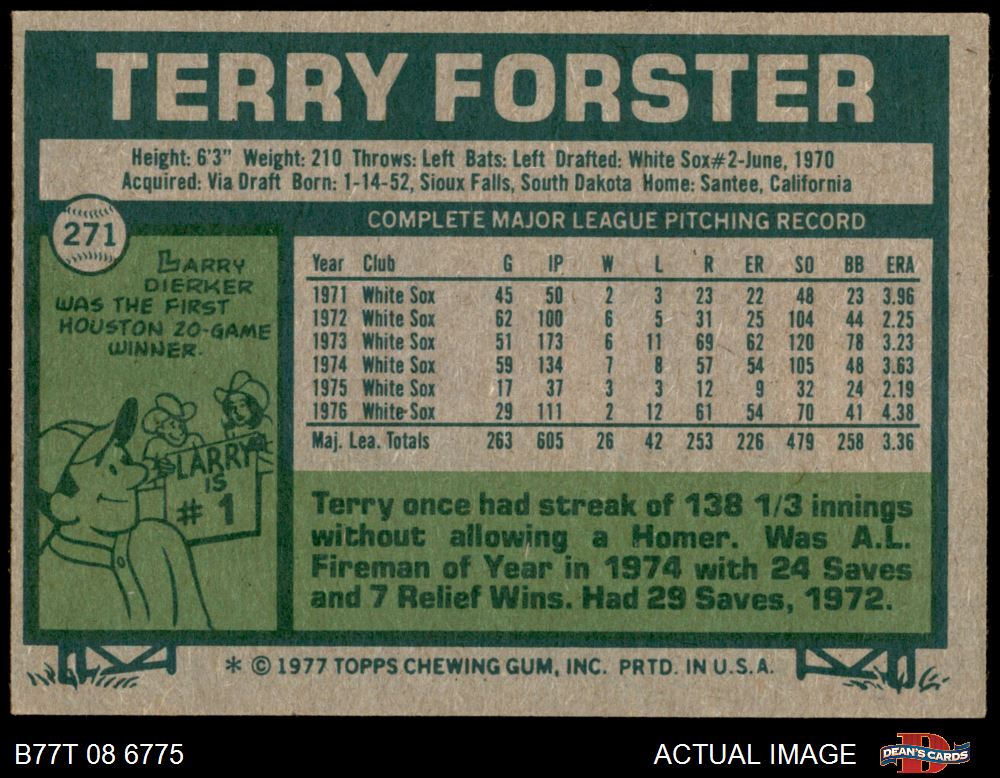 TERRY FORSTER
Height: 6'3" Weight: 210 Throws: Left Bats: Left Drafted: White Sox#2-June, 1970
Acquired: Via Draft Born: 1-14-52, Sioux Falls, South Dakota Home: Santee, California
271
LARRY
DIERKER
WAS THE FIRST
HOUSTON 20-GAME
WINNER.
LARRY
IS
# 1
COMPLETE MAJOR LEAGUE PITCHING RECORD
Year Club G IP W L R ER SO BB ERA
1971 White Sox 45 50 2 3 23 22 48 23 3.96
1972 White Sox 62 100 6 5 31 25 104 44 2.25
1973 White Sox 51 173 6 11 69 62 120 78 3.23
1974 White Sox 59 134 7 8 57 54 105 48 3.63
1975 White Sox 17 37 3 3 12 9 32 24 2.19
1976 White Sox 29 111 2 12 61 54 70 41 4.38
Maj. Lea. Totals 263 605 26 42 253 226 479 258 3.36
Terry once had streak of 138 1/3 innings
without allowing a Homer. Was A.L.
Fireman of Year in 1974 with 24 Saves
and 7 Relief Wins. Had 29 Saves, 1972.
* © 1977 TOPPS CHEWING GUM, INC. PRTD. IN U.S.A.
B77T 08 6775
ACTUAL IMAGE
DEAN'S CARDS